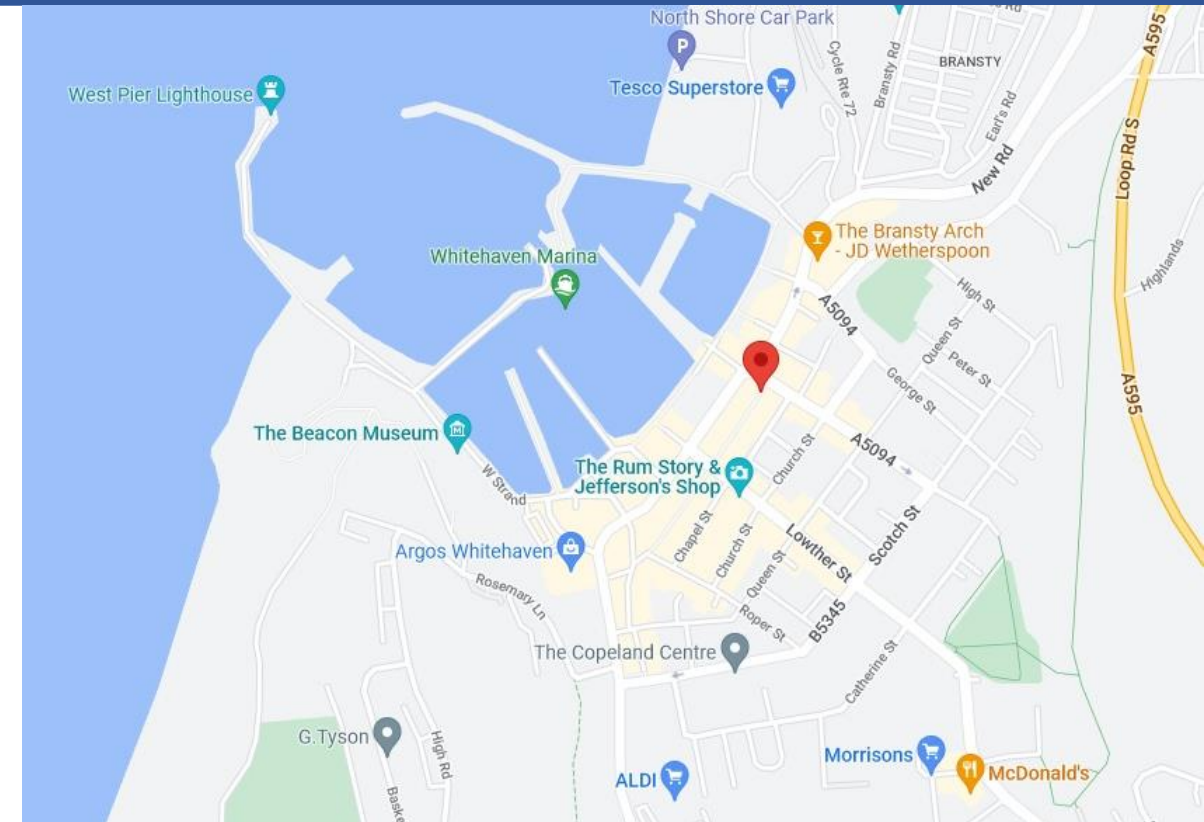 North Shore Car Park
P
A595
West Pier Lighthouse
Tesco Superstore
Cycle Rte 72
Bransty Rd
BRANSTY
Earl's Rd
New Rd
Loop Rd S
Whitehaven Marina
The Bransty Arch
- JD Wetherspoon
Highlands
A5094
High St
Queen St
Peter St
George St
A595
The Beacon Museum
M
W Strand
The Rum Story &
Jefferson's Shop
Church St
A5094
Chapel St
Church St
Queen St
Lowther St
Scotch St
Argos Whitehaven
Rosemary Ln
Roper St
B5345
The Copeland Centre
Catherine St
G.Tyson
High Rd
Morrisons
McDonald's
ALDI